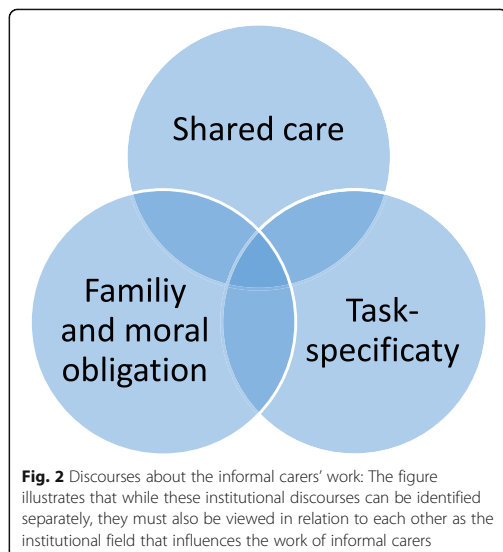 Shared care
Familiy
and moral
obligation
Task-
specificaty
Fig. 2 Discourses about the informal carers' work: The figure
illustrates that while these institutional discourses can be identified
separately, they must also be viewed in relation to each other as the
institutional field that influences the work of informal carers